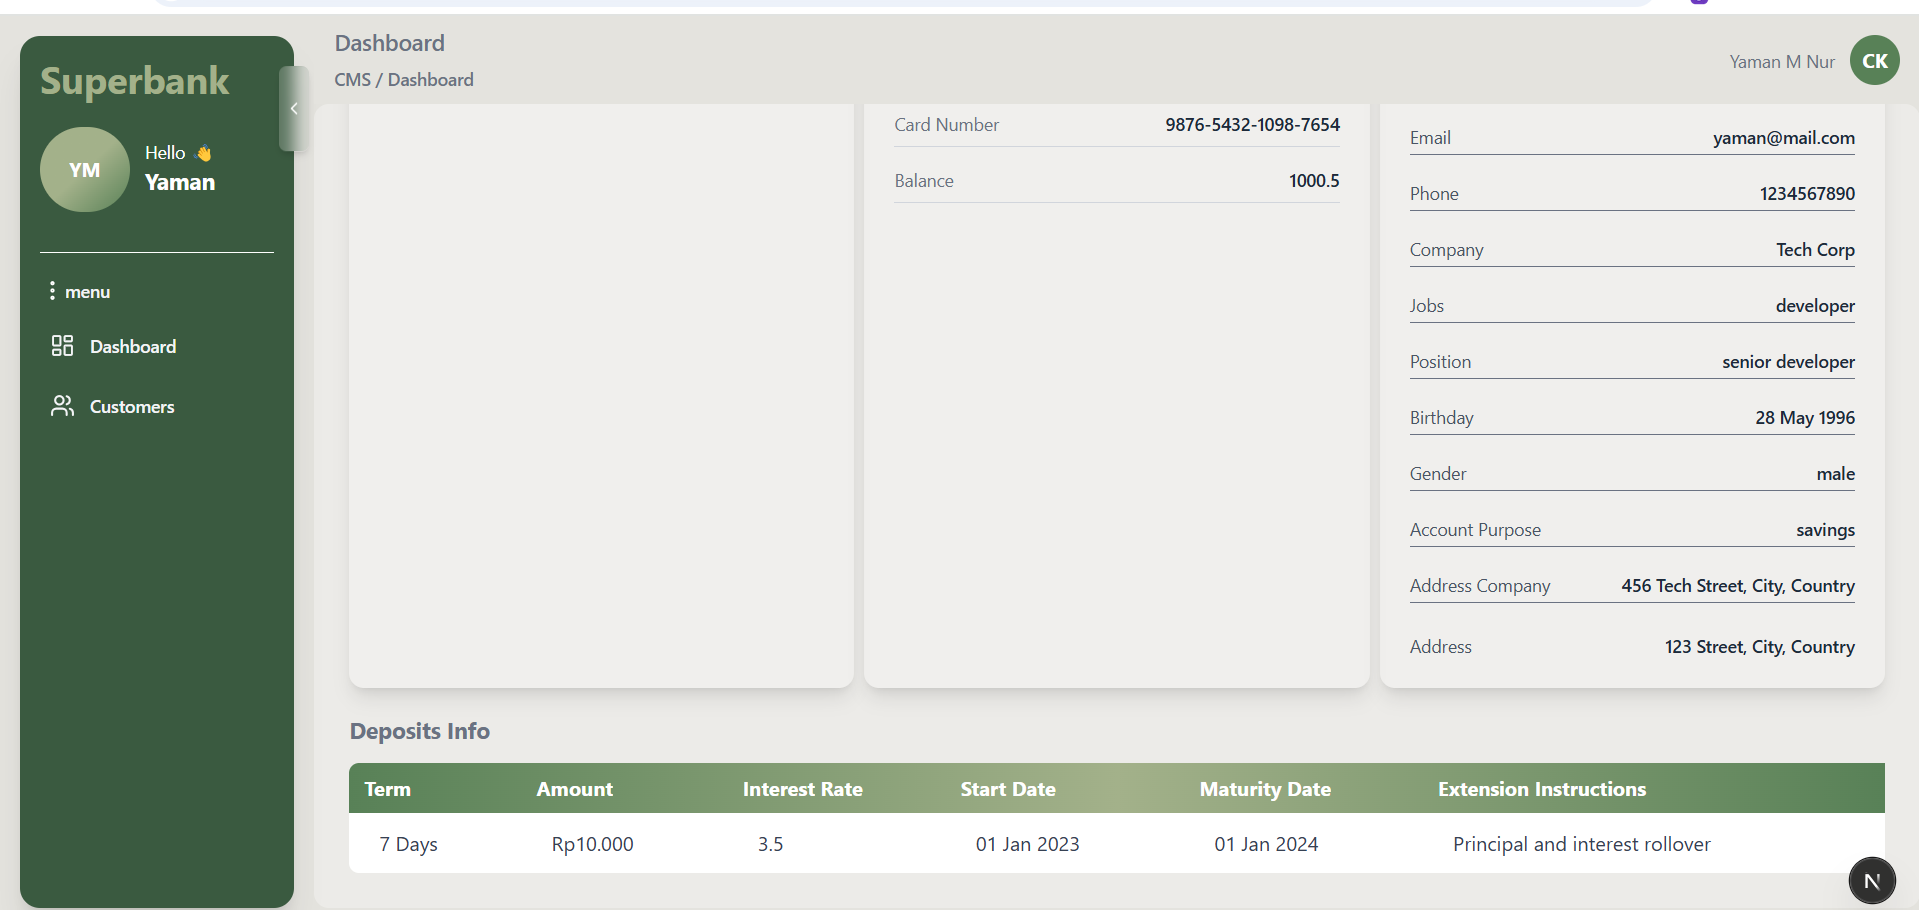 Superbank
YM
Hello 👋
Yaman
menu
Dashboard
Customers
Dashboard
CMS / Dashboard
Yaman M Nur
CK
Card Number 9876-5432-1098-7654
Balance 1000.5
Email yaman@mail.com
Phone 1234567890
Company Tech Corp
Jobs developer
Position senior developer
Birthday 28 May 1996
Gender male
Account Purpose savings
Address Company 456 Tech Street, City, Country
Address 123 Street, City, Country
Deposits Info
Term Amount Interest Rate Start Date Maturity Date Extension Instructions
7 Days Rp10.000 3.5 01 Jan 2023 01 Jan 2024 Principal and interest rollover
N